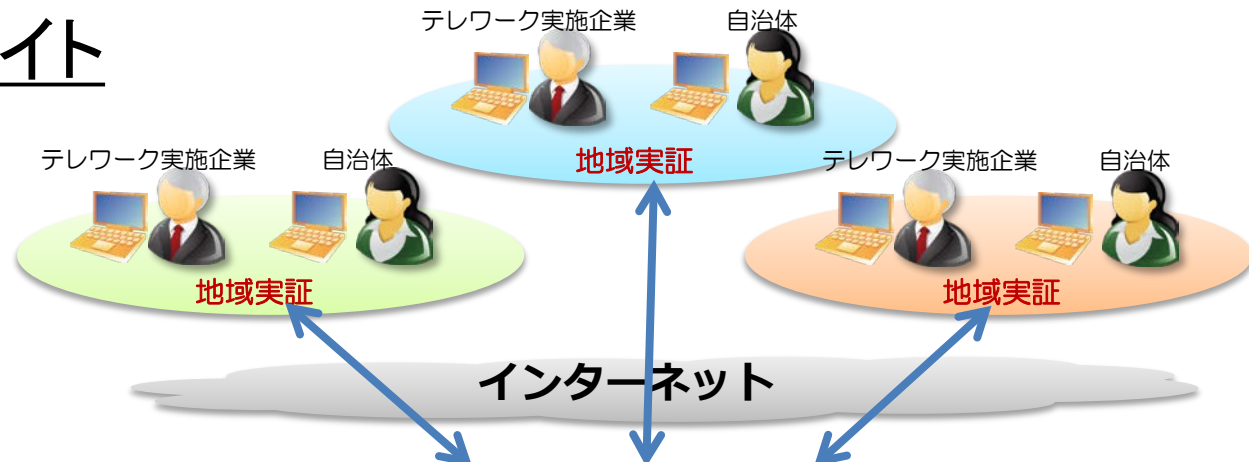 イト
テレワーク実施企業 自治体
地域実証
テレワーク実施企業 自治体
地域実証
テレワーク実施企業 自治体
地域実証
インターネット